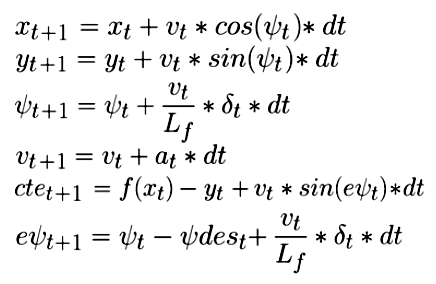 x_{t+1} = x_t + v_t * cos(ψ_t) * dt
y_{t+1} = y_t + v_t * sin(ψ_t) * dt
ψ_{t+1} = ψ_t + \frac{v_t}{L_f} * δ_t * dt
v_{t+1} = v_t + a_t * dt
cte_{t+1} = f(x_t) − y_t + v_t * sin(eψ_t) * dt
eψ_{t+1} = ψ_t − ψdes_t + \frac{v_t}{L_f} * δ_t * dt